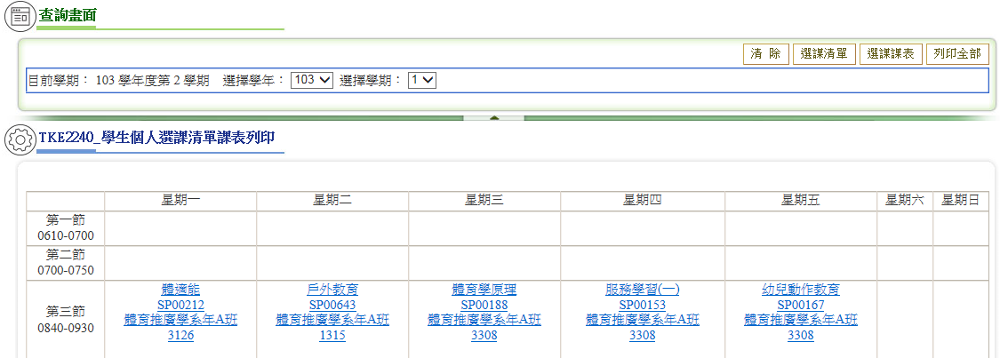 查詢畫面
清 除 選課清單 選課課表 列印全部
目前學期： 103 學年度第 2 學期 選擇學年： 103 選擇學期： 1
TKE2240_學生個人選課清單課表列印
星期一 星期二 星期三 星期四 星期五 星期六 星期日
第一節
0610-0700
第二節
0700-0750
第三節
0840-0930
體適能
SP00212
體育推廣學系年A班
3126
戶外教育
SP00643
體育推廣學系年A班
1315
體育學原理
SP00188
體育推廣學系年A班
3308
服務學習(一)
SP00153
體育推廣學系年A班
3308
幼兒動作教育
SP00167
體育推廣學系年A班
3308